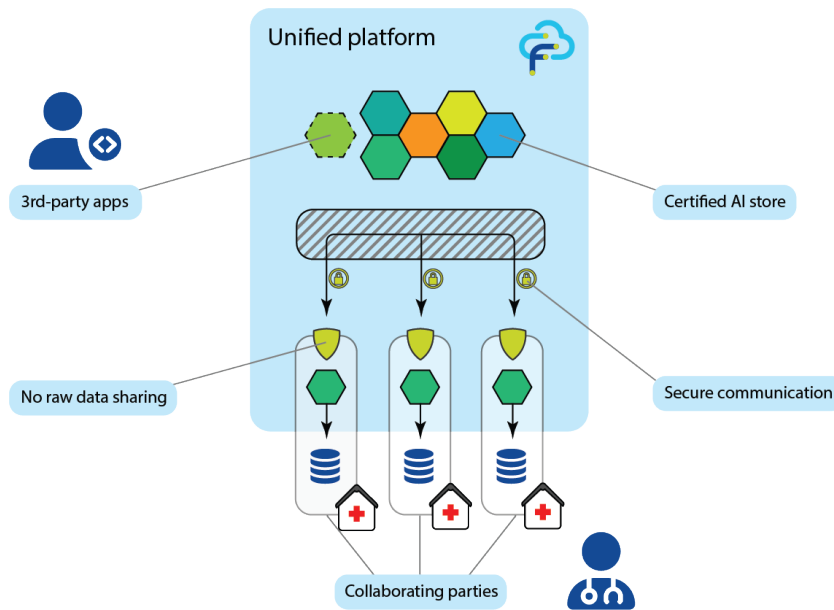 Unified platform
3rd-party apps
Certified AI store
No raw data sharing
Secure communication
Collaborating parties